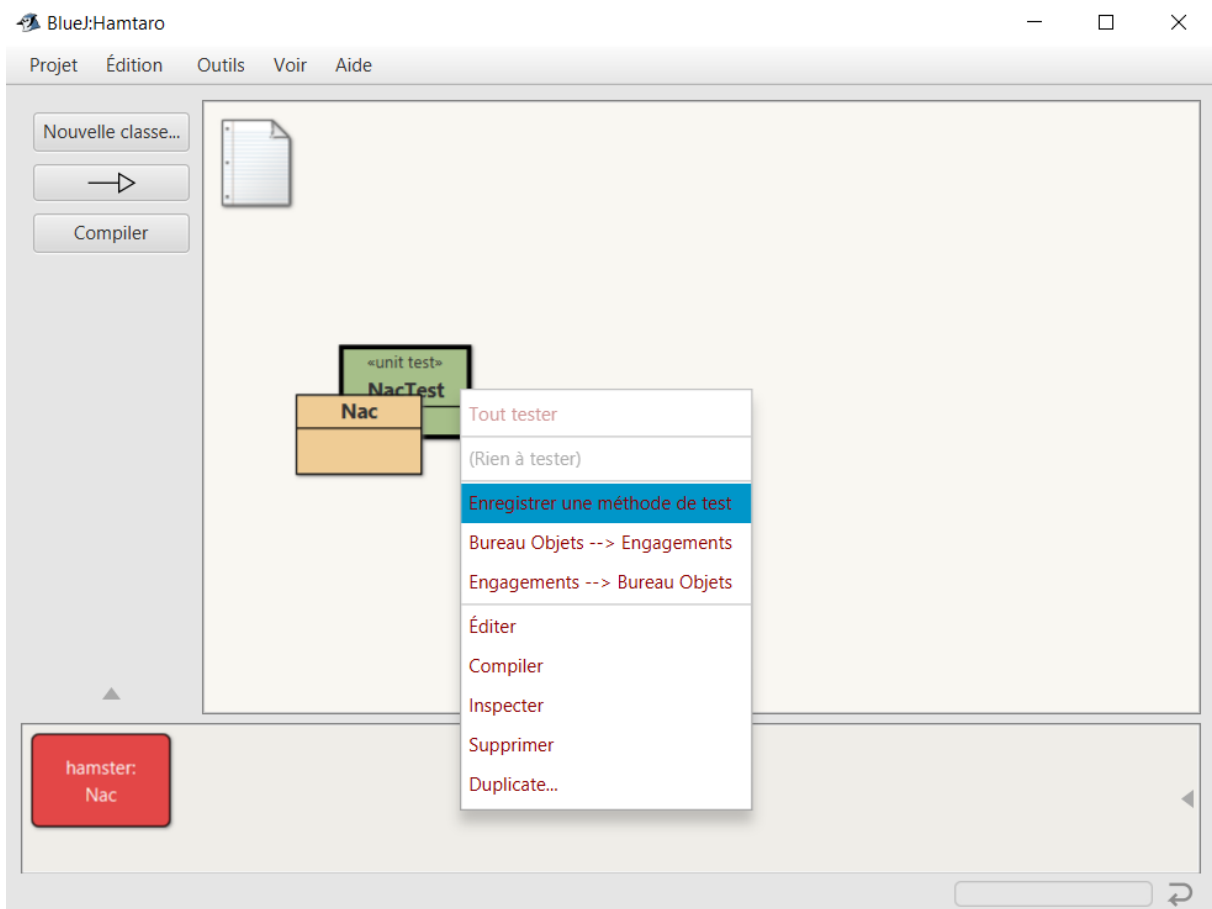 BlueJ:Hamtaro
Projet Édition Outils Voir Aide
Nouvelle classe...
Compiler
«unit test»
NacTest
Nac
Tout tester
(Rien à tester)
Enregistrer une méthode de test
Bureau Objets --> Engagements
Engagements --> Bureau Objets
Éditer
Compiler
Inspecter
Supprimer
Duplicate...
hamster:
Nac